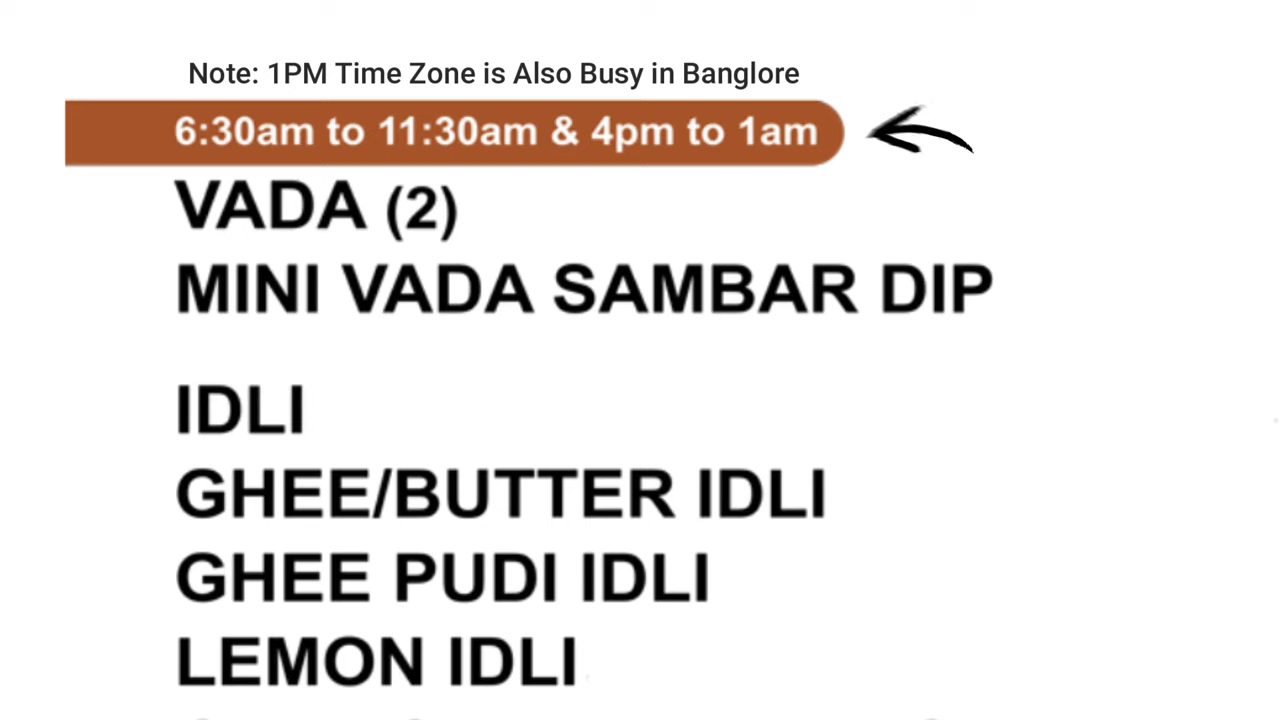 Note: 1PM Time Zone is Also Busy in Banglore
6:30am to 11:30am & 4pm to 1am
VADA (2)
MINI VADA SAMBAR DIP
IDLI
GHEE/BUTTER IDLI
GHEE PUDI IDLI
LEMON IDLI